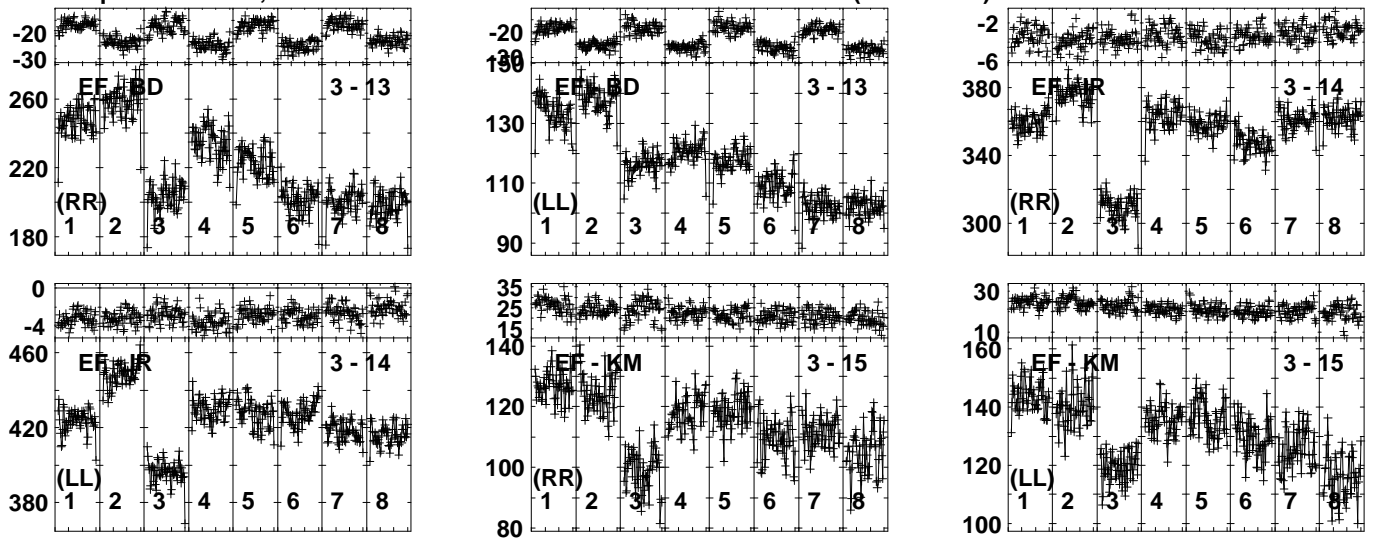 -20
-30
260
220
180
EF - BD
3 - 13
(RR)
1 2 3 4 5 6 7 8
-20
-30
150
130
110
90
EF - BD
3 - 13
(LL)
1 2 3 4 5 6 7 8
-2
-6
380
340
300
EF - IR
3 - 14
(RR)
1 2 3 4 5 6 7 8
0
-4
460
420
380
EF - IR
3 - 14
(LL)
1 2 3 4 5 6 7 8
35
25
15
140
120
100
80
EF - KM
3 - 15
(RR)
1 2 3 4 5 6 7 8
30
10
160
140
120
100
EF - KM
3 - 15
(LL)
1 2 3 4 5 6 7 8